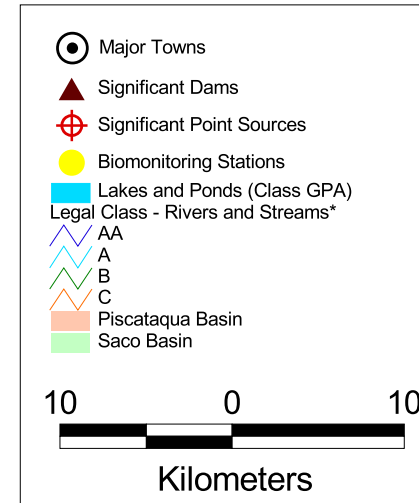 Major Towns
Significant Dams
Significant Point Sources
Biomonitoring Stations
Lakes and Ponds (Class GPA)
Legal Class - Rivers and Streams*
AA
A
B
C
Piscataqua Basin
Saco Basin
10 0 10
Kilometers